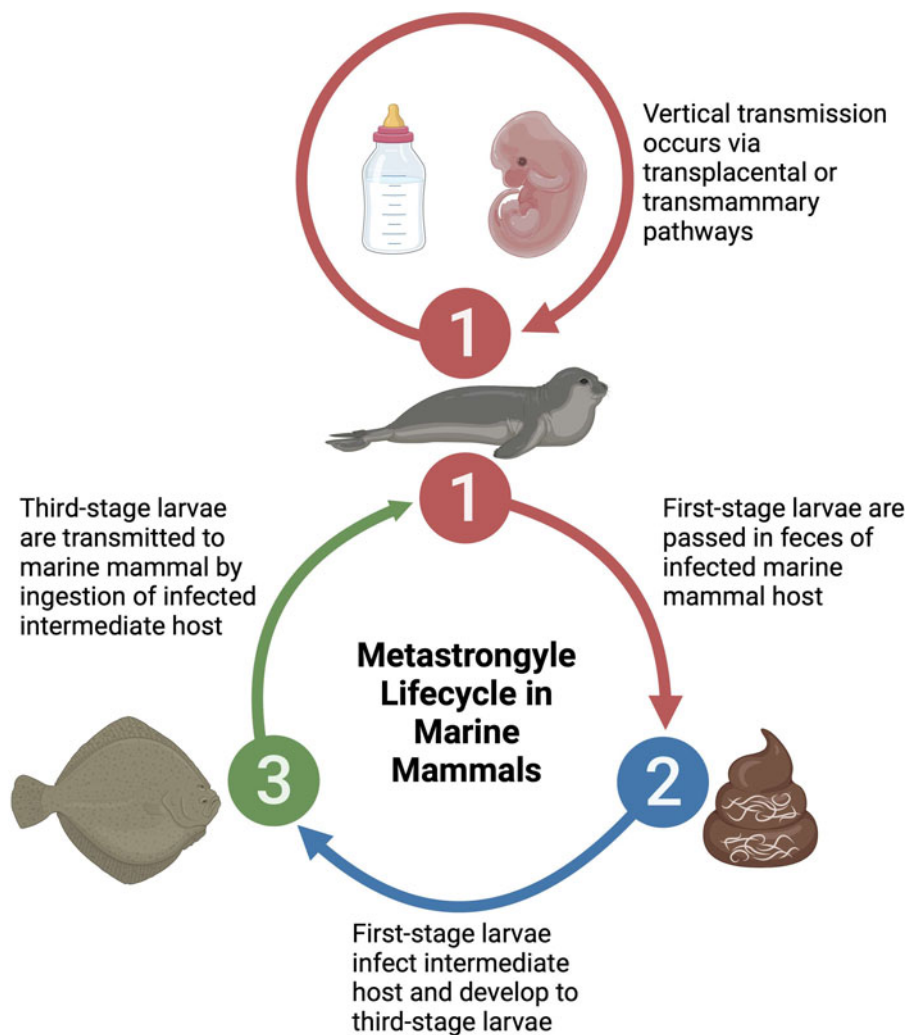 Vertical transmission
occurs via
transplacental or
transmammary
pathways
1
1
Third-stage larvae
are transmitted to
marine mammal by
ingestion of infected
intermediate host
First-stage larvae are
passed in feces of
infected marine
mammal host
Metastrongyle
Lifecycle in
Marine
Mammals
3
2
First-stage larvae
infect intermediate
host and develop to
third-stage larvae